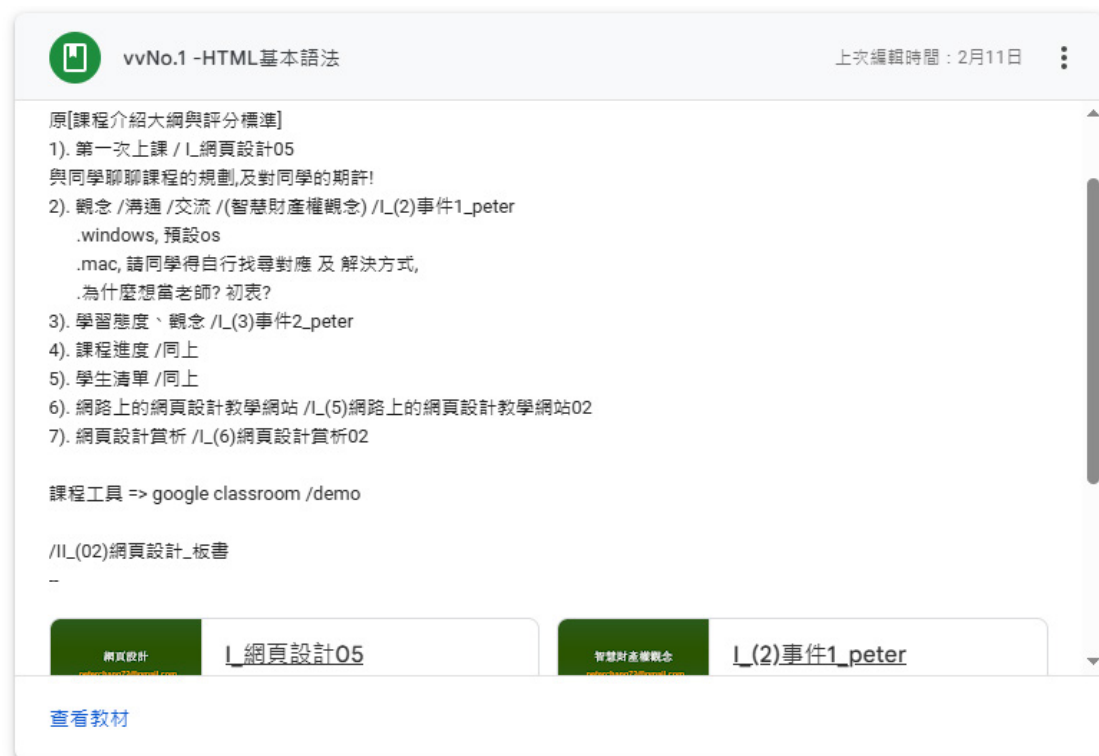 vvNo.1 -HTML基本語法
上次編輯時間：2月11日
原[課程介紹大綱與評分標準]
1). 第一次上課 / I_網頁設計05
與同學聊聊課程的規劃,及對同學的期許!
2). 觀念 /溝通 /交流 /(智慧財產權觀念) /I_(2)事件1_peter
.windows, 預設os
.mac, 請同學得自行找尋對應 及 解決方式,
.為什麼想當老師? 初衷?
3). 學習態度、觀念 /I_(3)事件2_peter
4). 課程進度 /同上
5). 學生清單 /同上
6). 網路上的網頁設計教學網站 /I_(5)網路上的網頁設計教學網站02
7). 網頁設計賞析 /I_(6)網頁設計賞析02
課程工具 => google classroom /demo
/II_(02)網頁設計_板書
--
網頁設計
I_網頁設計05
智慧財產權觀念
I_(2)事件1_peter
查看教材